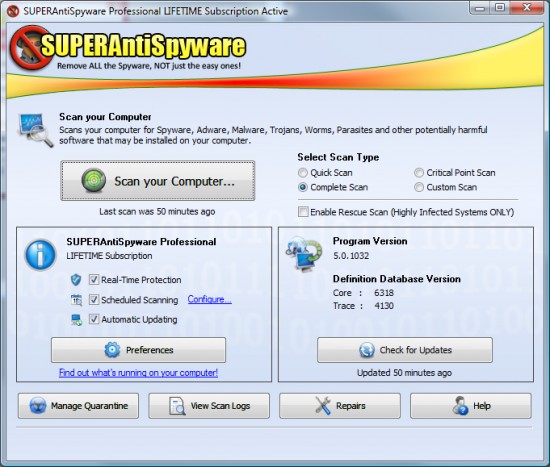 SUPERAntiSpyware Professional LIFETIME Subscription Active
SUPERAntiSpyware
Remove ALL the Spyware, NOT just the easy ones!
Scan your Computer
Scans your computer for Spyware, Adware, Malware, Trojans, Worms, Parasites and other potentially harmful
software that may be installed on your computer.
Scan your Computer...
Last scan was 50 minutes ago
Select Scan Type
Quick Scan
Critical Point Scan
Complete Scan
Custom Scan
Enable Rescue Scan (Highly Infected Systems ONLY)
SUPERAntiSpyware Professional
LIFETIME Subscription
Real-Time Protection
Scheduled Scanning Configure...
Automatic Updating
Preferences
Find out what's running on your computer!
Program Version
5.0.1032
Definition Database Version
Core : 6318
Trace : 4130
Check for Updates
Updated 50 minutes ago
Manage Quarantine
View Scan Logs
Repairs
Help